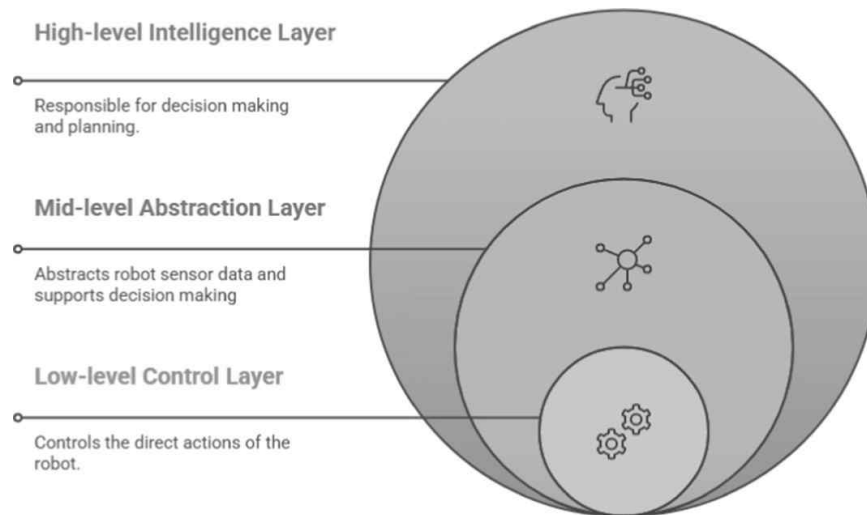 High-level Intelligence Layer
Responsible for decision making
and planning.
Mid-level Abstraction Layer
Abstracts robot sensor data and
supports decision making
Low-level Control Layer
Controls the direct actions of the
robot.